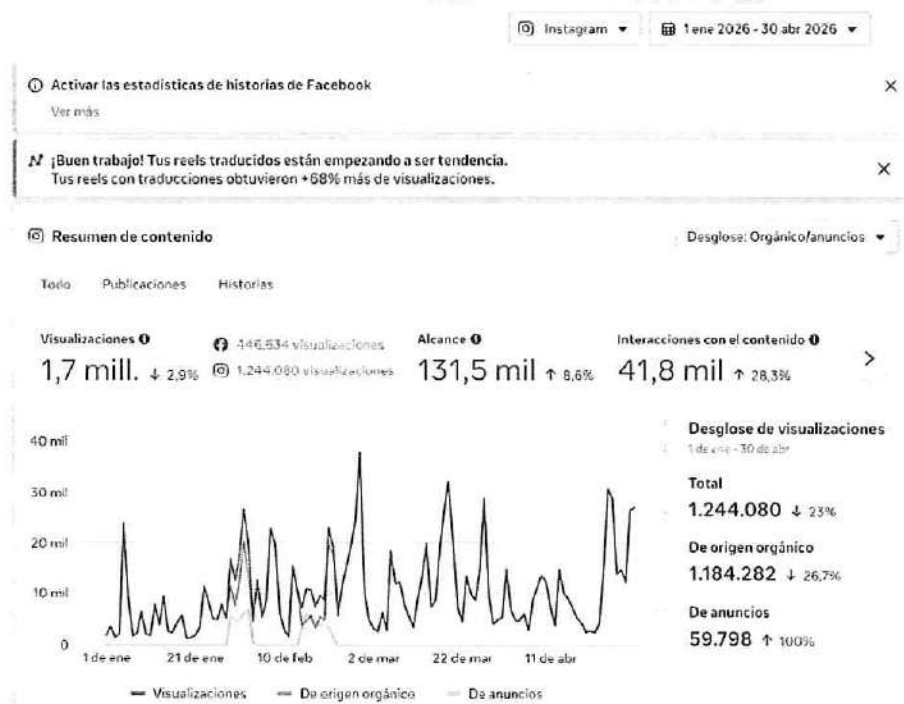 Instagram
1 ene 2026 - 30 abr 2026
Activar las estadísticas de historias de Facebook
Ver más
¡Buen trabajo! Tus reels traducidos están empezando a ser tendencia.
Tus reels con traducciones obtuvieron +68% más de visualizaciones.
Resumen de contenido
Desglose: Orgánico/anuncios
Todo Publicaciones Historias
Visualizaciones
1,7 mill. ↓ 2,9%
446.634 visualizaciones
1.244.080 visualizaciones
Alcance
131,5 mil ↑ 8,6%
Interacciones con el contenido
41,8 mil ↑ 28,3%
40 mil
30 mil
20 mil
10 mil
0
1 de ene 21 de ene 10 de feb 2 de mar 22 de mar 11 de abr
Visualizaciones De origen orgánico De anuncios
Desglose de visualizaciones
1 de ene - 30 de abr
Total
1.244.080 ↓ 23%
De origen orgánico
1.184.282 ↓ 26,7%
De anuncios
59.798 ↑ 100%